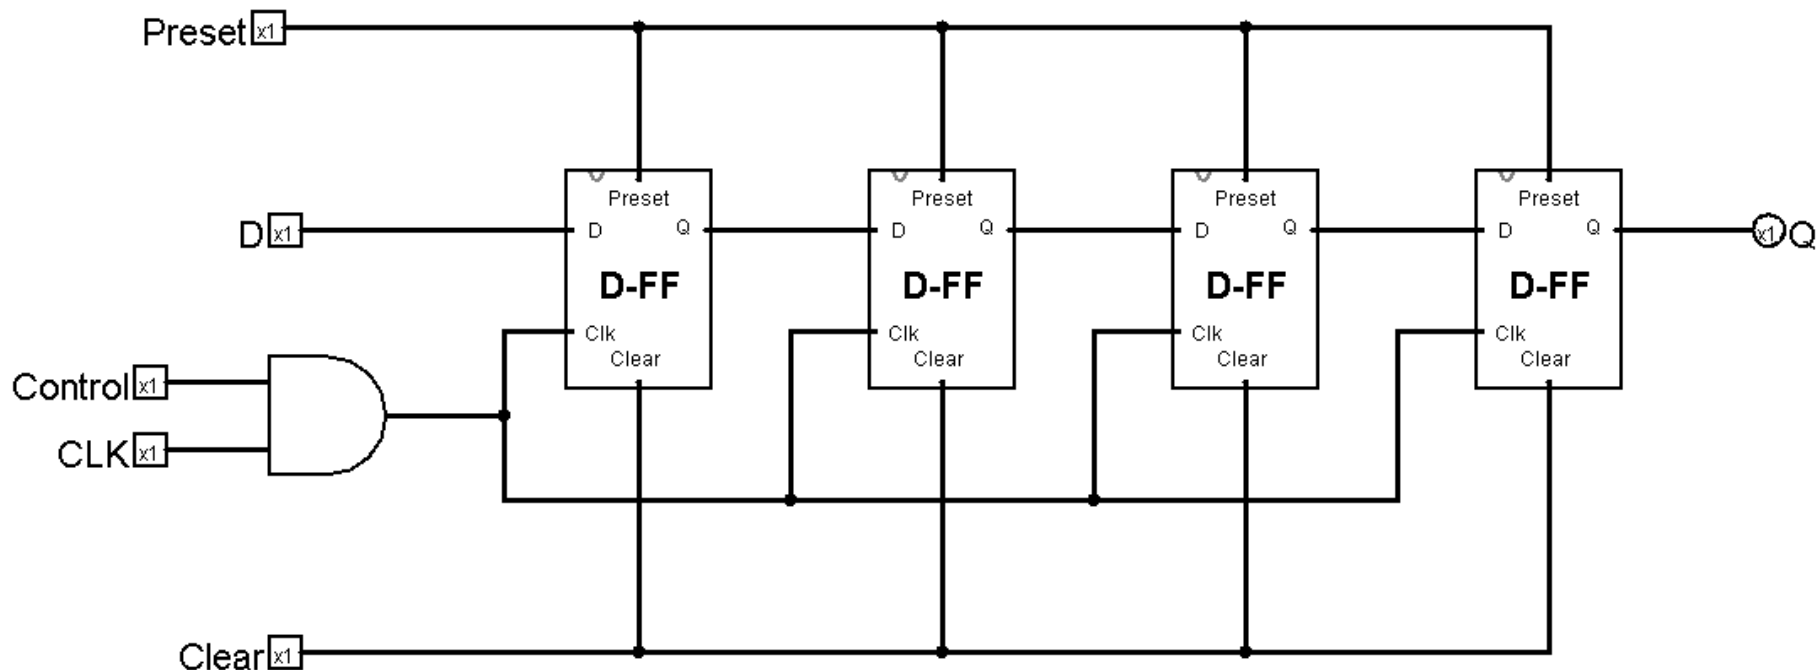 Preset x1
Preset Preset Preset Preset
D x1 D Q D Q D Q D Q x1 Q
D-FF D-FF D-FF D-FF
Clk Clk Clk Clk
Clear Clear Clear Clear
Control x1
CLK x1
Clear x1